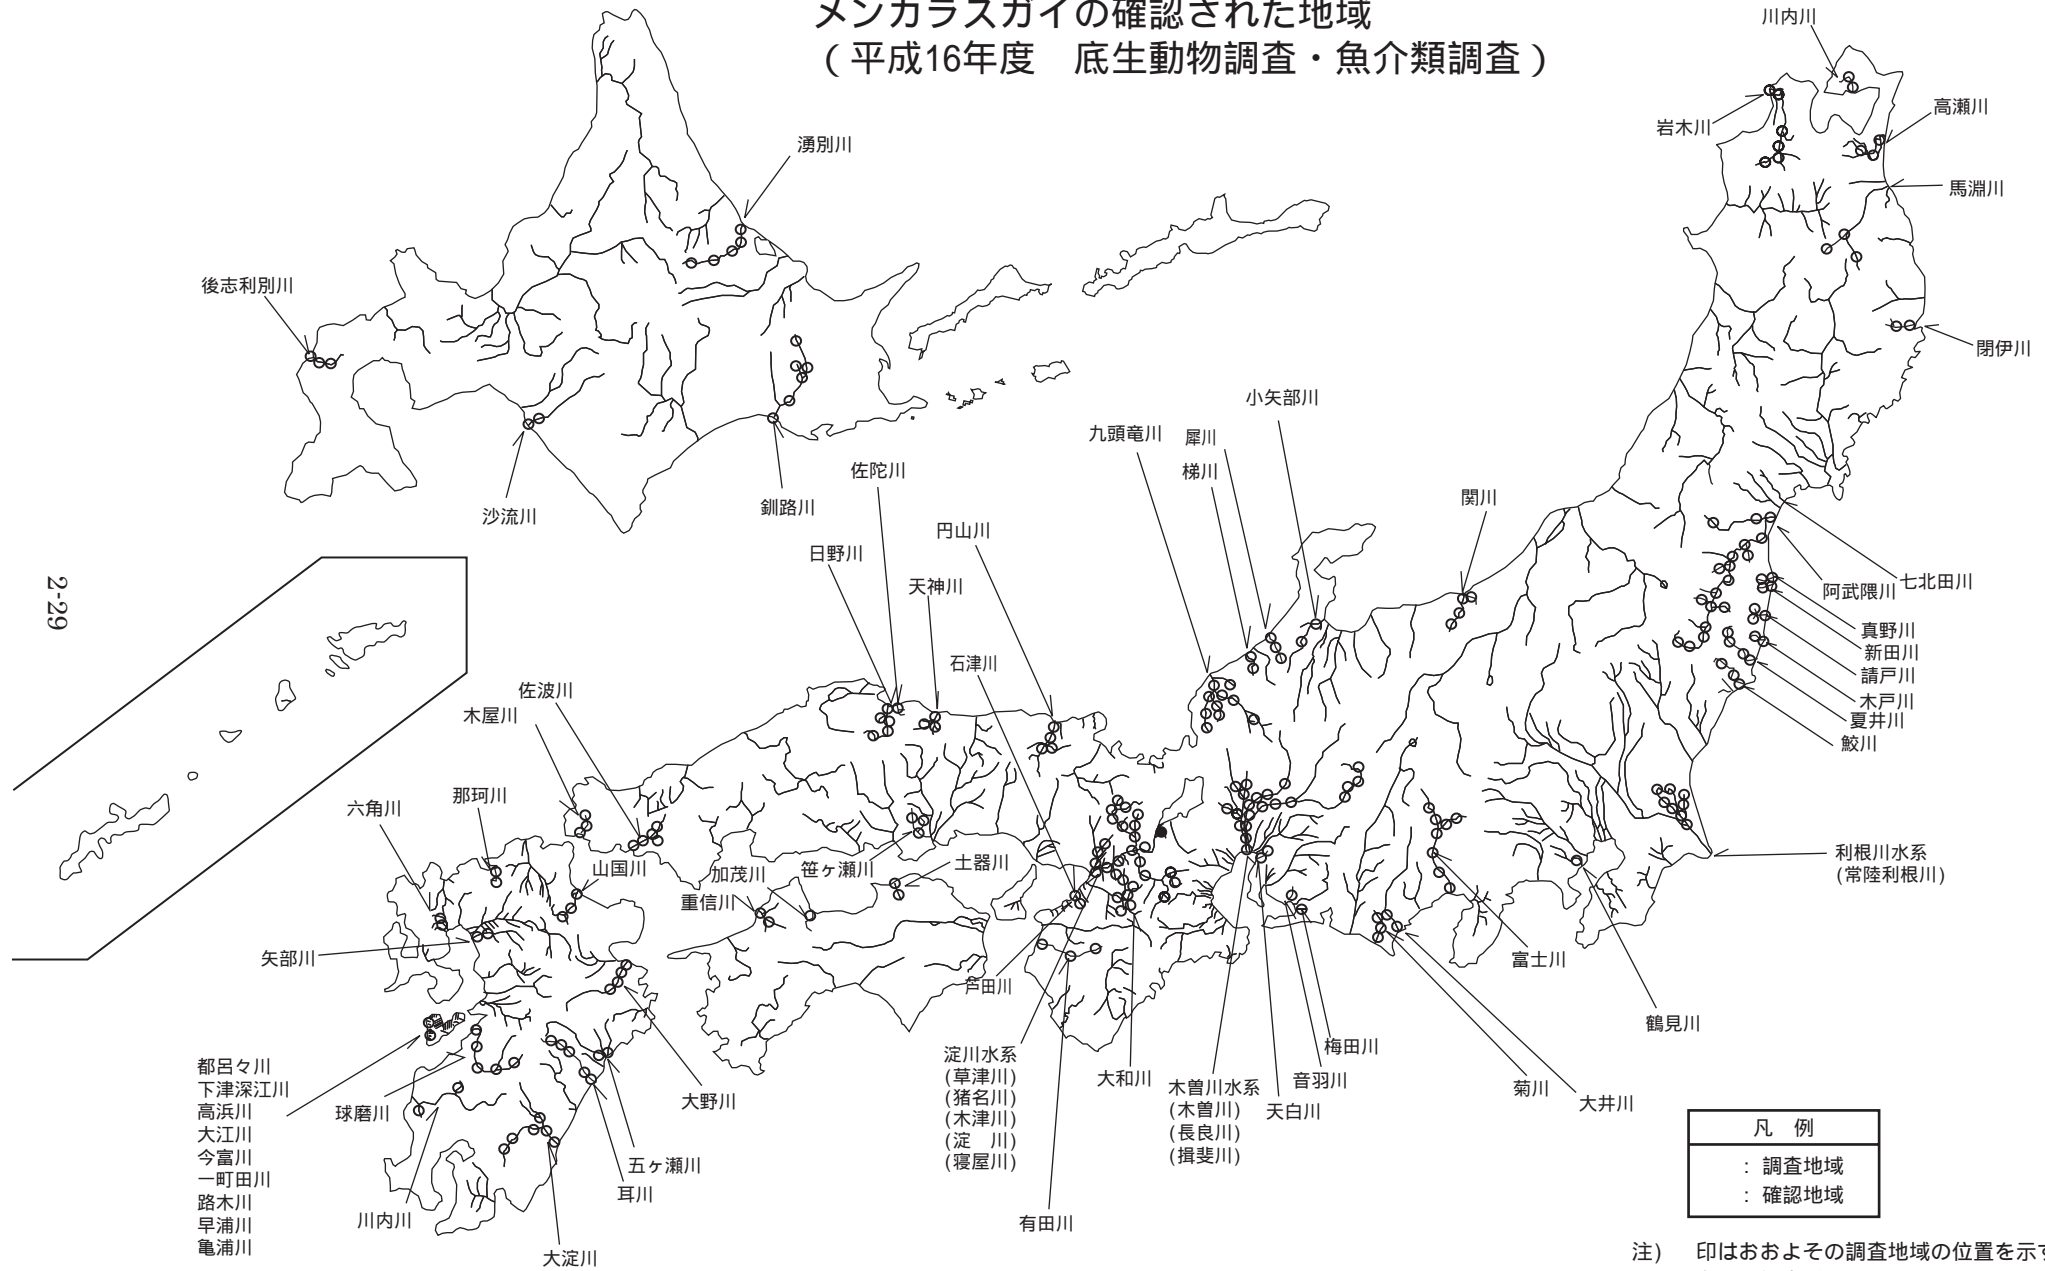 メンカラスガイの確認された地域
（平成16年度　底生動物調査・魚介類調査）
川内川
岩木川
高瀬川
馬淵川
閉伊川
湧別川
後志利別川
沙流川
釧路川
小矢部川
九頭竜川
犀川
梯川
関川
佐陀川
円山川
日野川
天神川
石津川
七北田川
阿武隈川
真野川
新田川
請戸川
木戸川
夏井川
鮫川
2-29
佐波川
木屋川
那珂川
六角川
山国川
加茂川
重信川
笹ヶ瀬川
土器川
矢部川
芦田川
利根川水系
(常陸利根川)
富士川
鶴見川
都呂々川
下津深江川
高浜川
大江川
今富川
一町田川
路木川
早浦川
亀浦川
球磨川
川内川
大淀川
耳川
五ヶ瀬川
大野川
淀川水系
(草津川)
(猪名川)
(木津川)
(淀　川)
(寝屋川)
有田川
大和川
木曽川水系
(木曽川)
(長良川)
(揖斐川)
天白川
音羽川
梅田川
菊川
大井川
凡　例
：調査地域
：確認地域
注)　印はおおよその調査地域の位置を示す